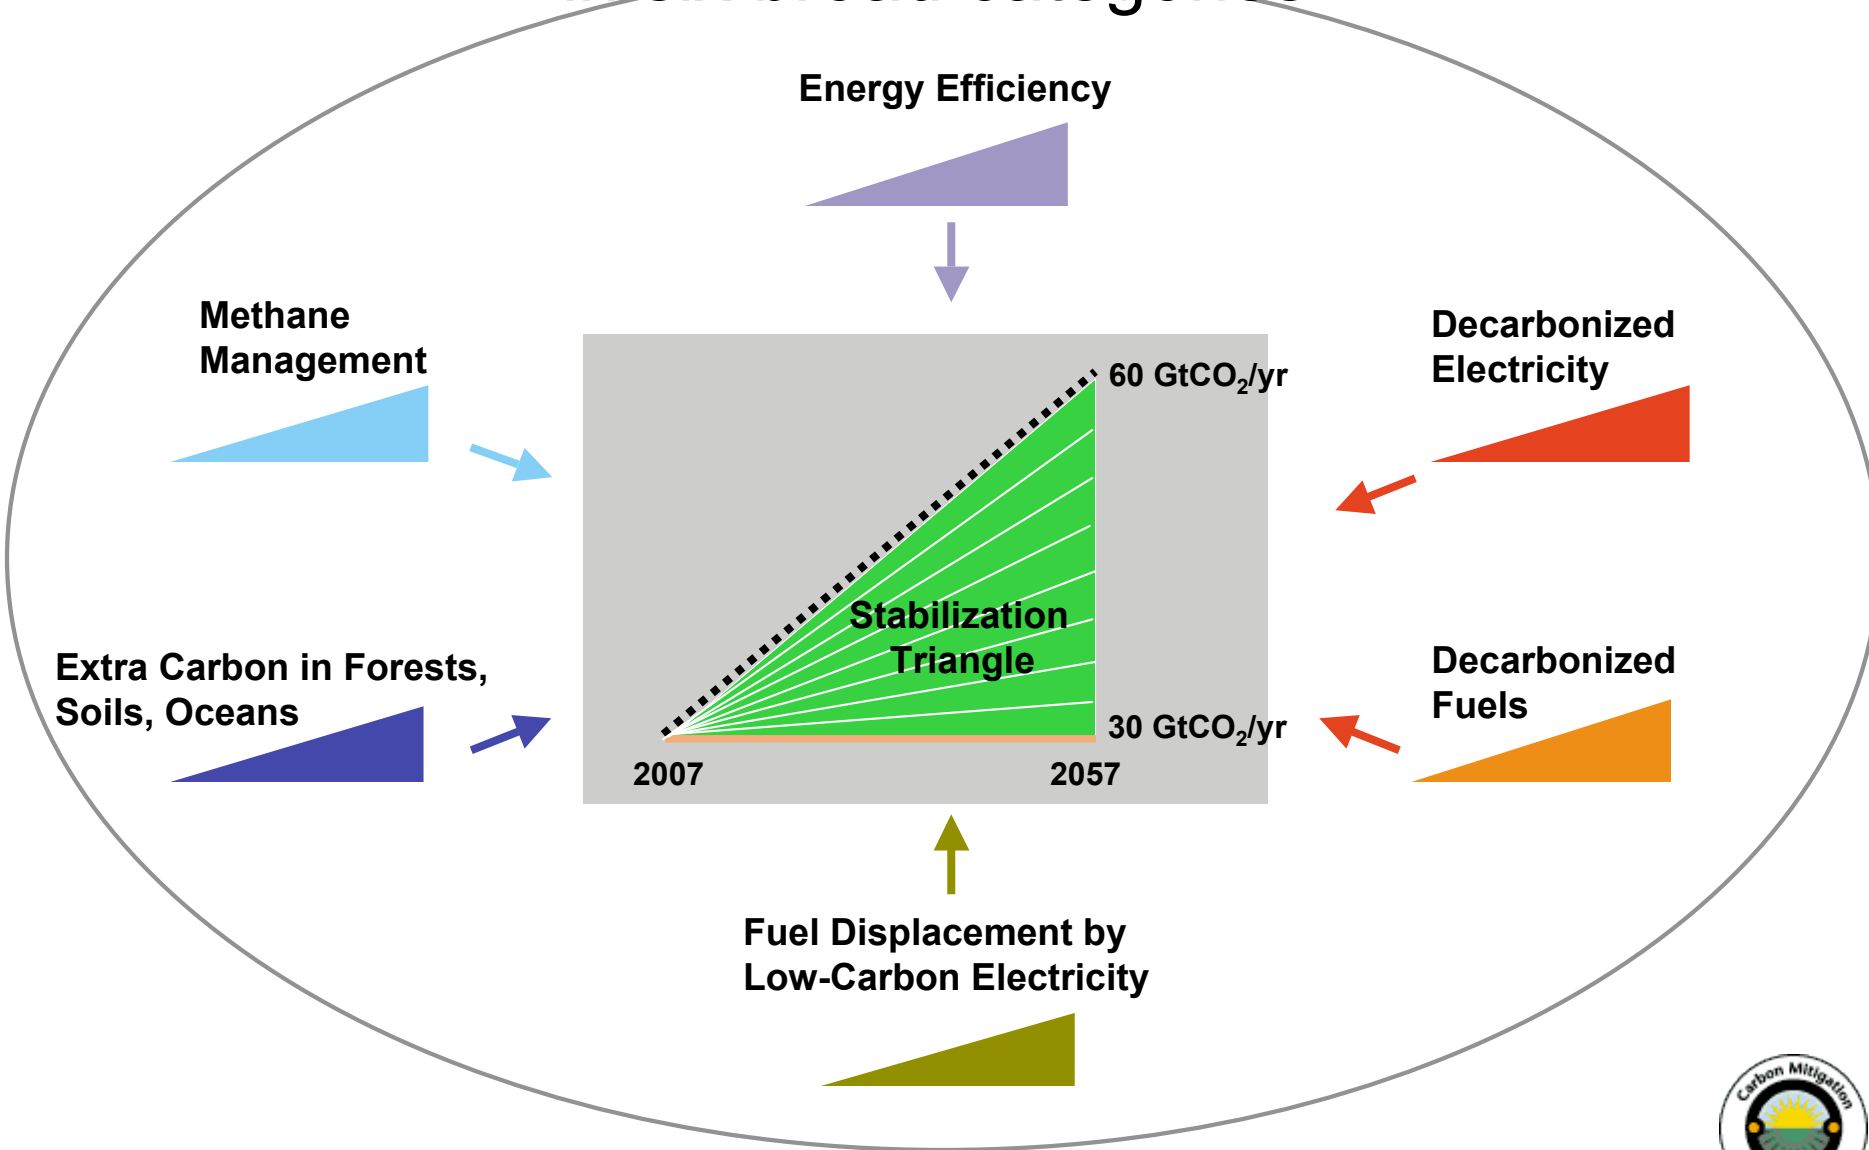 Energy Efficiency
Methane
Management
Decarbonized
Electricity
60 GtCO₂/yr
Stabilization
Triangle
Extra Carbon in Forests,
Soils, Oceans
Decarbonized
Fuels
30 GtCO₂/yr
2007
2057
Fuel Displacement by
Low-Carbon Electricity
Carbon Mitigation